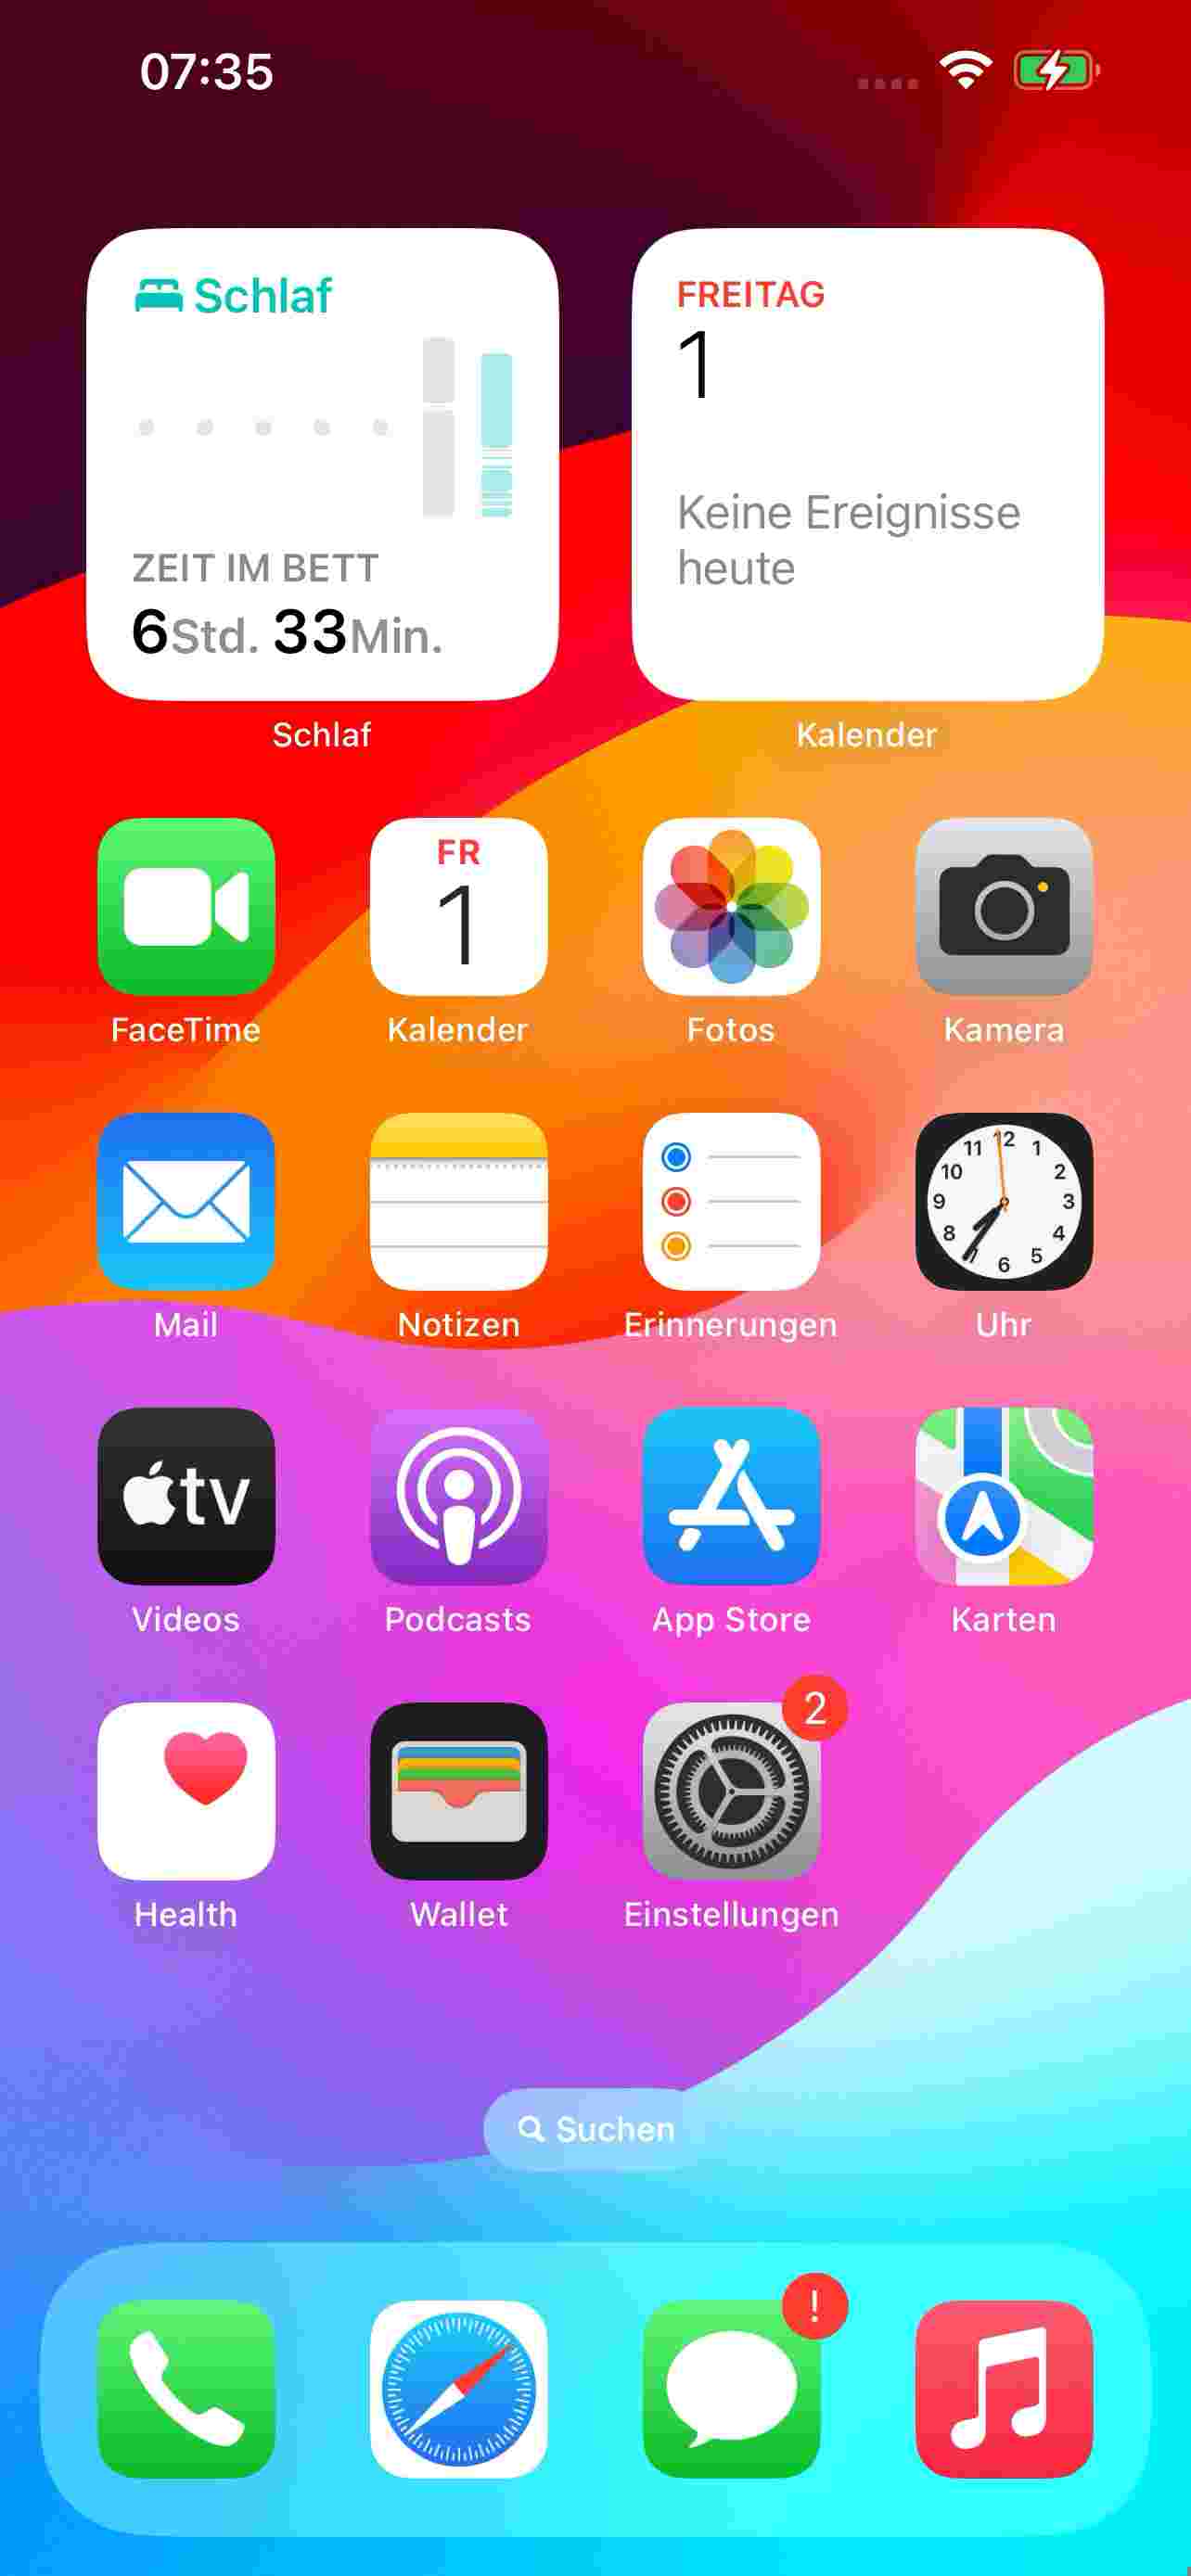 07:35
Schlaf
ZEIT IM BETT
6Std. 33Min.
Schlaf
FREITAG
1
Keine Ereignisse
heute
Kalender
FaceTime
FR
1
Kalender
Fotos
Kamera
Mail
Notizen
Erinnerungen
12
1
2
3
4
5
6
7
8
9
10
11
Uhr
tv
Videos
Podcasts
App Store
Karten
Health
Wallet
2
Einstellungen
Suchen
!